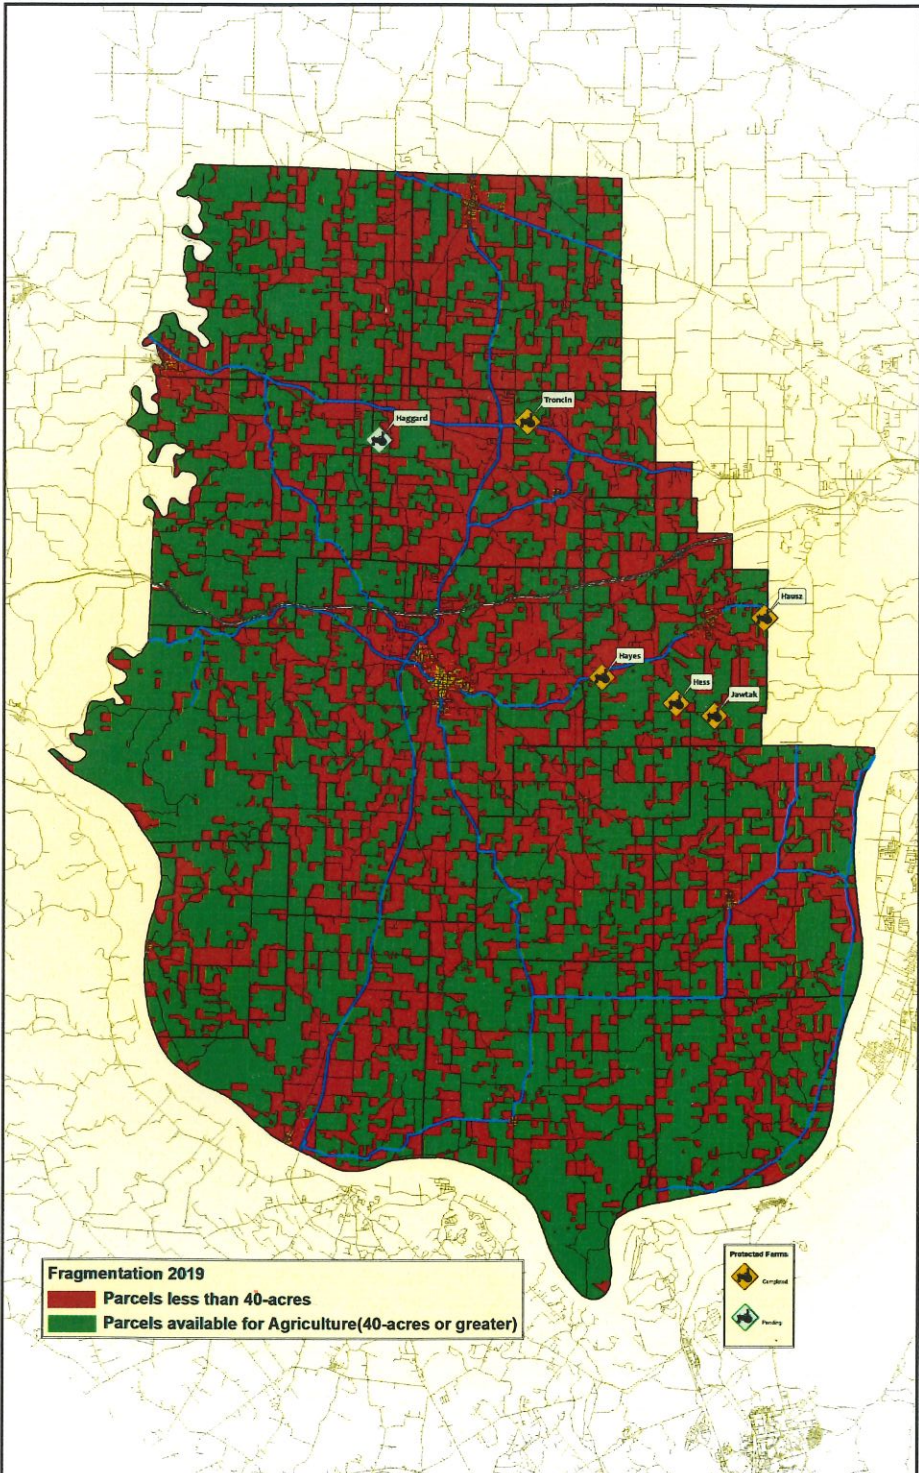 Troncin
Haggard
Hausz
Hayes
Hess
Jawtak
Fragmentation 2019
Parcels less than 40-acres
Parcels available for Agriculture(40-acres or greater)
Protected Farms
Completed
Pending